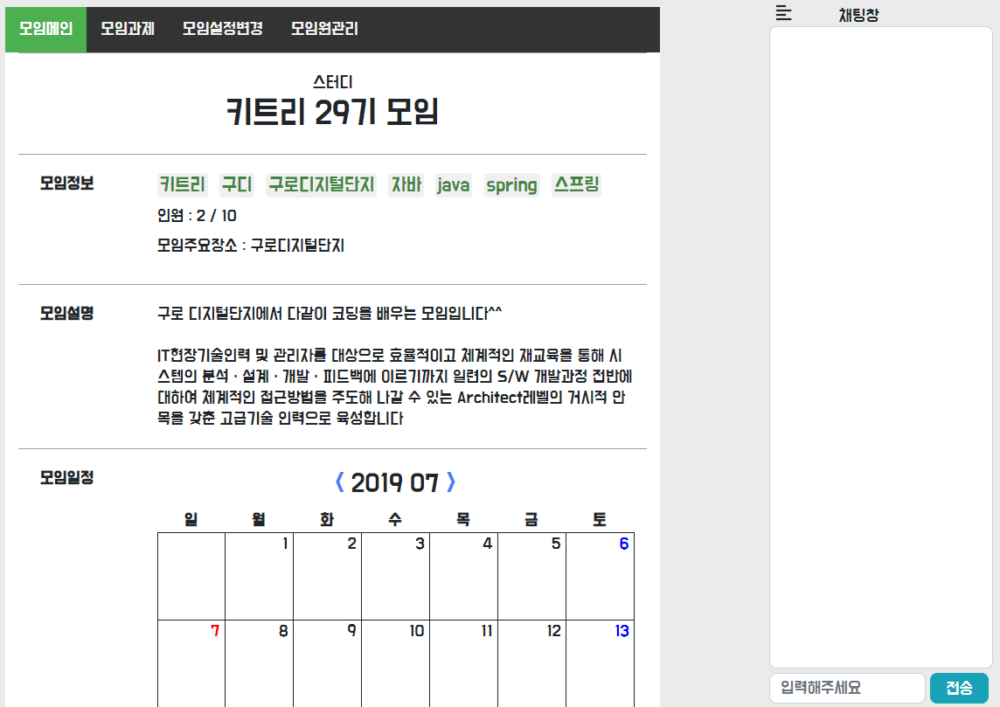 모임메인 모임과제 모임설정변경 모임원관리
스터디
키트리 29기 모임
모임정보 키트리 구디 구로디지털단지 자바 java spring 스프링
인원 : 2 / 10
모임주요장소 : 구로디지털단지
모임설명 구로 디지털단지에서 다같이 코딩을 배우는 모임입니다^^
IT현장기술인력 및 관리자를 대상으로 효율적이고 체계적인 재교육을 통해 시
스템의 분석 · 설계 · 개발 · 피드백에 이르기까지 일련의 S/W 개발과정 전반에
대하여 체계적인 접근방법을 주도해 나갈 수 있는 Architect레벨의 거시적 안
목을 갖춘 고급기술 인력으로 육성합니다
모임일정 ⟨ 2019 07 ⟩
일 월 화 수 목 금 토
1 2 3 4 5 6
7 8 9 10 11 12 13
채팅창
입력해주세요 전송